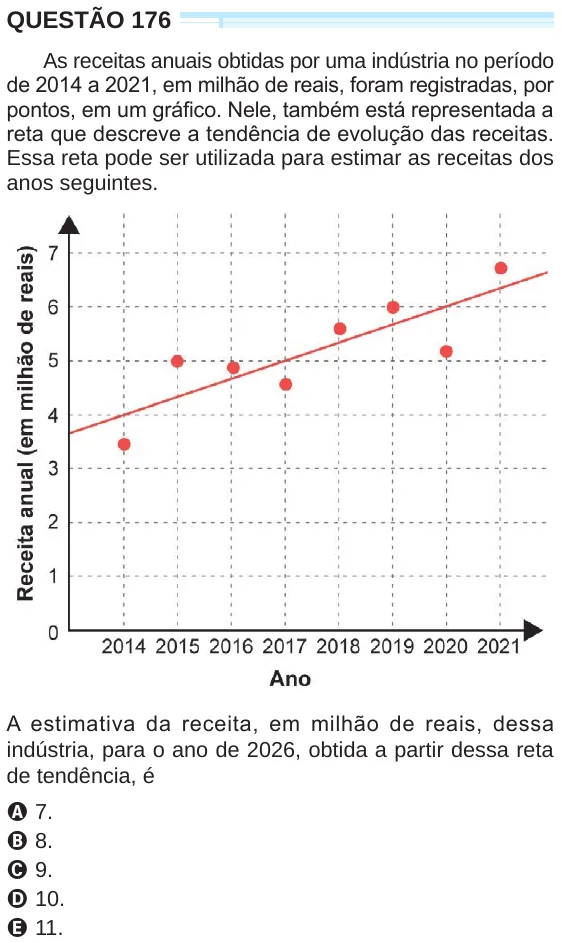 QUESTÃO 176
As receitas anuais obtidas por uma indústria no período
de 2014 a 2021, em milhão de reais, foram registradas, por
pontos, em um gráfico. Nele, também está representada a
reta que descreve a tendência de evolução das receitas.
Essa reta pode ser utilizada para estimar as receitas dos
anos seguintes.
Receita anual (em milhão de reais)
7
6
5
4
3
2
1
0
2014 2015 2016 2017 2018 2019 2020 2021
Ano
A estimativa da receita, em milhão de reais, dessa
indústria, para o ano de 2026, obtida a partir dessa reta
de tendência, é
A 7.
B 8.
C 9.
D 10.
E 11.